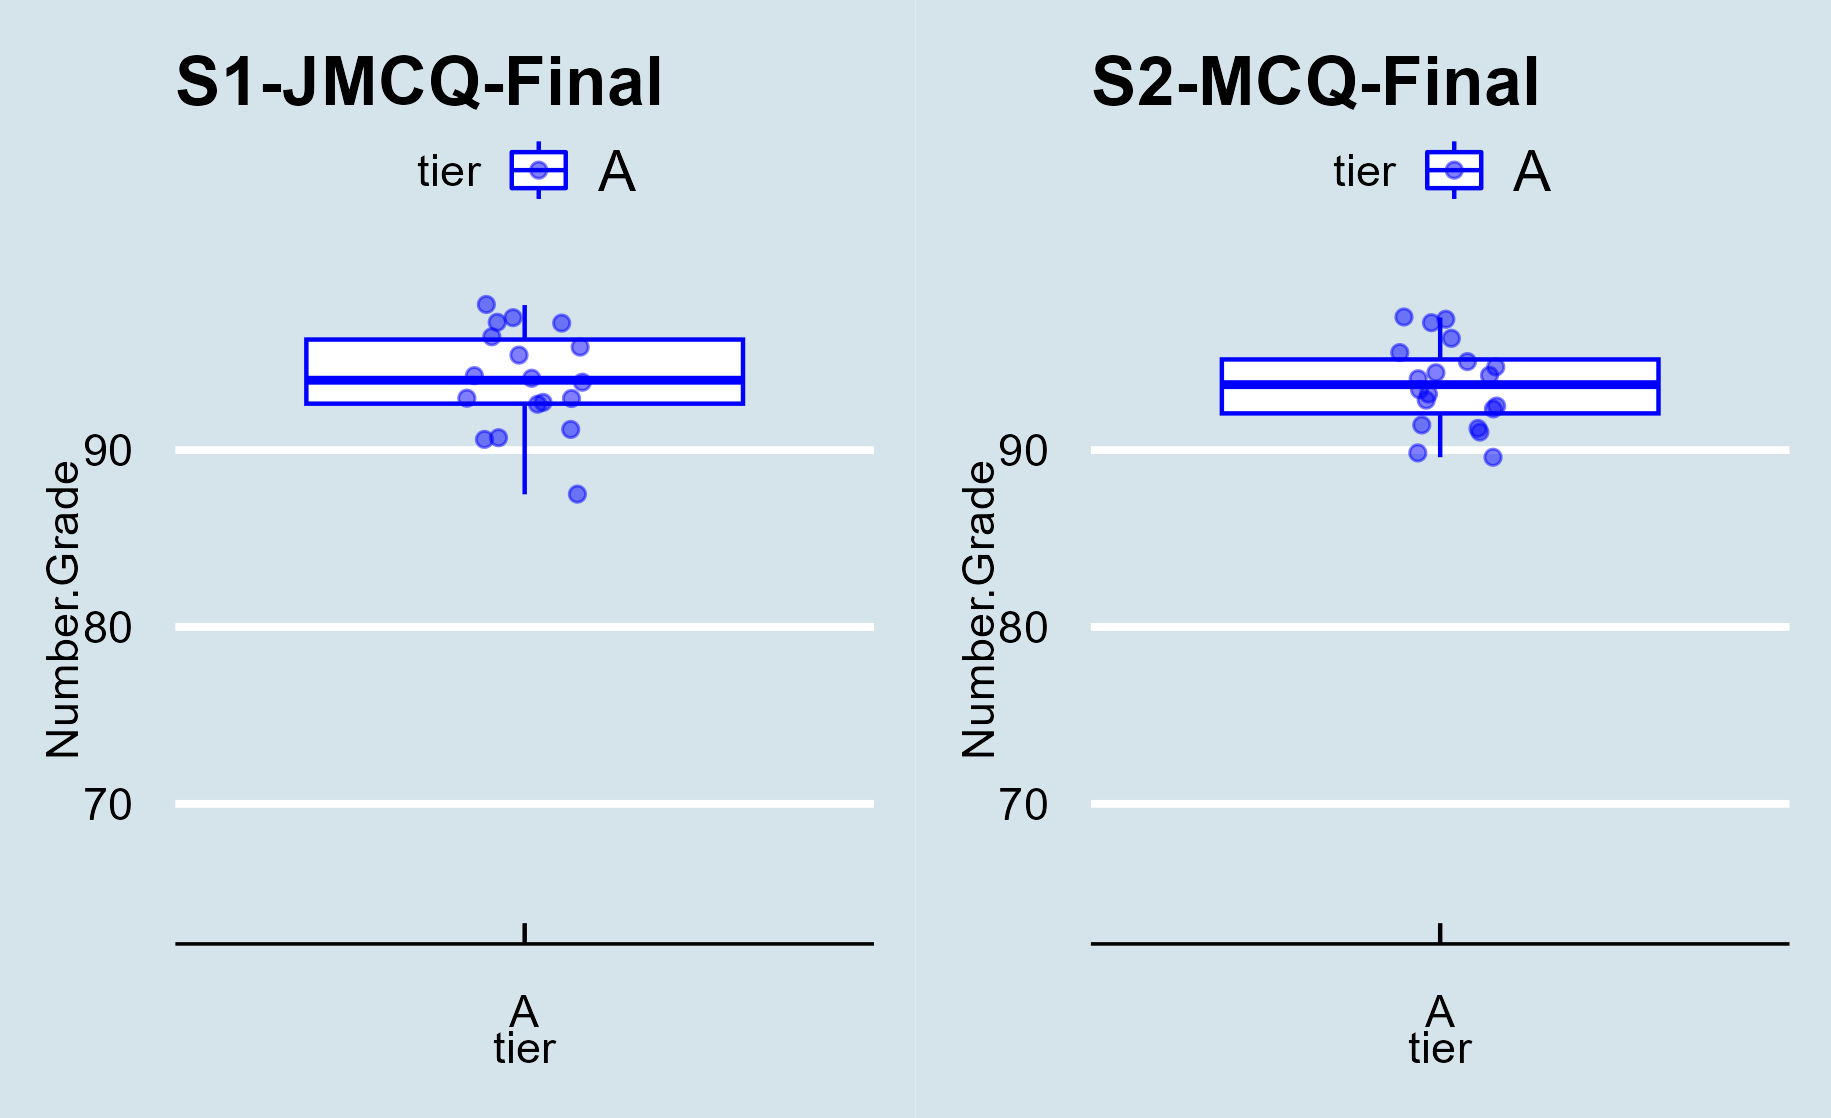 S1-JMCQ-Final
tier A
Number.Grade
90
80
70
A
tier
S2-MCQ-Final
tier A
Number.Grade
90
80
70
A
tier